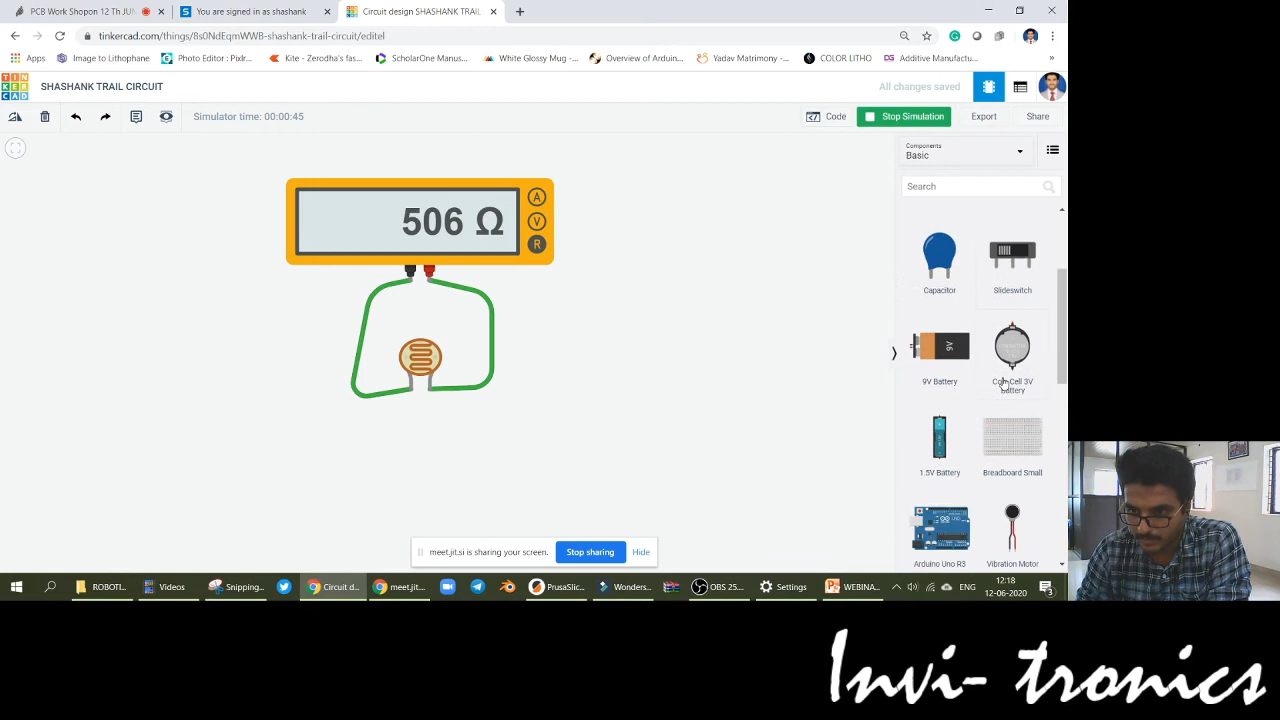 PCB Work Shopon 12 Th JUN
You are signed in as shashank
Circuit design SHASHANK TRAIL
tinkercad.com/things/8s0NdEqmWWB-shashank-trail-circuit/editel
Apps
Image to Lithophane
Photo Editor : Pixlr...
Kite - Zerodha's fas...
ScholarOne Manus...
White Glossy Mug -...
Overview of Arduin...
Yadav Matrimony -...
COLOR LITHO
Additive Manufactu...
TIN
KER
CAD
SHASHANK TRAIL CIRCUIT
All changes saved
Simulator time: 00:00:45
Code
Stop Simulation
Export
Share
Components
Basic
Search
506 Ω
A
V
R
Capacitor
Slideswitch
9V
9V Battery
Coin Cell 3V
Battery
1.5V Battery
Breadboard Small
Arduino Uno R3
Vibration Motor
meet.jit.si is sharing your screen.
Stop sharing
Hide
ROBOTI...
Videos
Snipping...
Circuit d...
meet.jit...
PrusaSlic...
Wonders...
OBS 25....
Settings
WEBINA...
ENG
12:18
12-06-2020
3
Invi- tronics